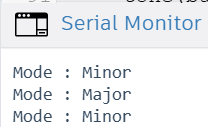 Serial Monitor
Mode : Minor
Mode : Major
Mode : Minor